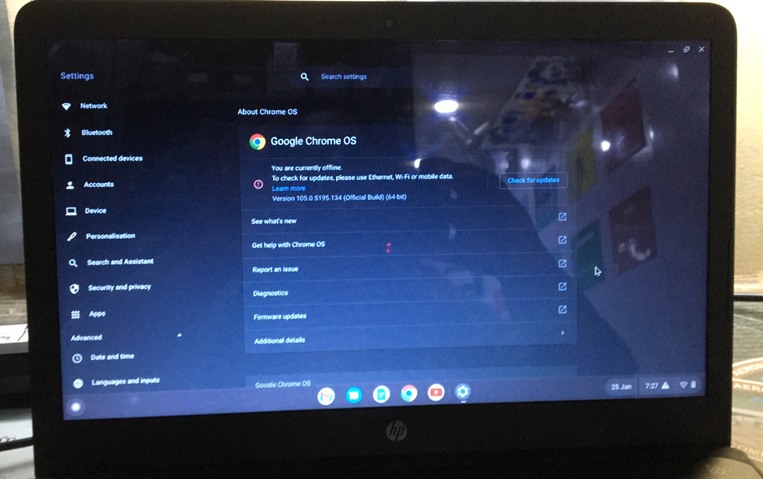 Settings
Search settings
Network
Bluetooth
Connected devices
Accounts
Device
Personalisation
Search and Assistant
Security and privacy
Apps
Advanced
Date and time
Languages and inputs
About Chrome OS
Google Chrome OS
You are currently offline.
To check for updates, please use Ethernet, Wi-Fi or mobile data.
Learn more
Version 105.0.5195.134 (Official Build) (64-bit)
Check for updates
See what's new
Get help with Chrome OS
Report an issue
Diagnostics
Firmware updates
Additional details
Google Chrome OS
25 Jan
7:27
hp